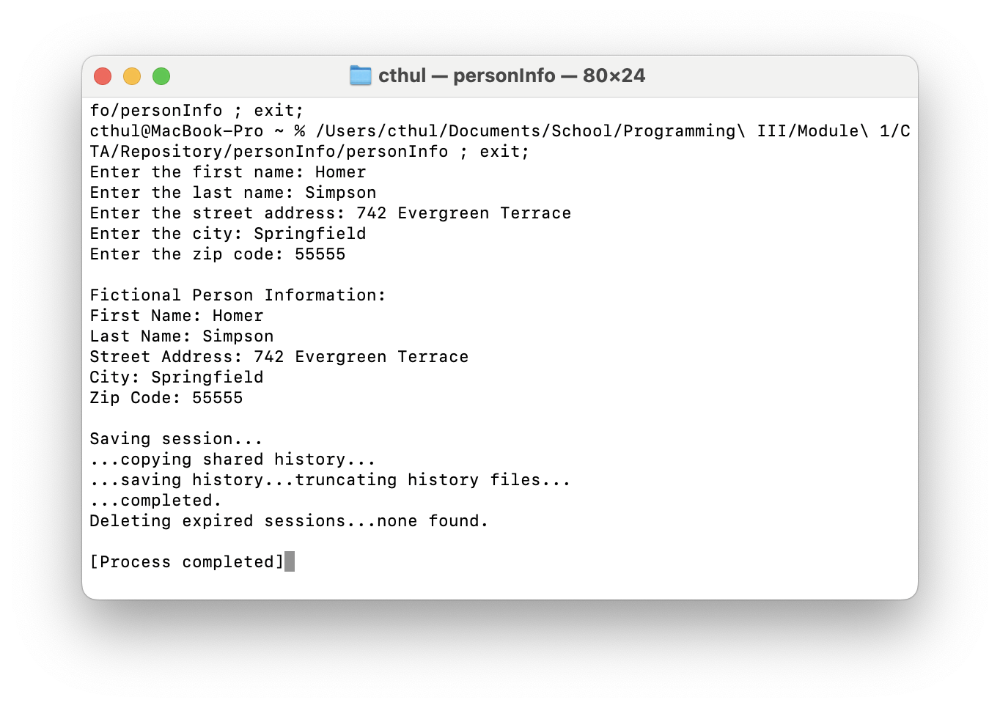 cthul — personInfo — 80×24
fo/personInfo ; exit;
cthul@MacBook-Pro ~ % /Users/cthul/Documents/School/Programming\ III/Module\ 1/C
TA/Repository/personInfo/personInfo ; exit;
Enter the first name: Homer
Enter the last name: Simpson
Enter the street address: 742 Evergreen Terrace
Enter the city: Springfield
Enter the zip code: 55555
Fictional Person Information:
First Name: Homer
Last Name: Simpson
Street Address: 742 Evergreen Terrace
City: Springfield
Zip Code: 55555
Saving session...
...copying shared history...
...saving history...truncating history files...
...completed.
Deleting expired sessions...none found.
[Process completed]